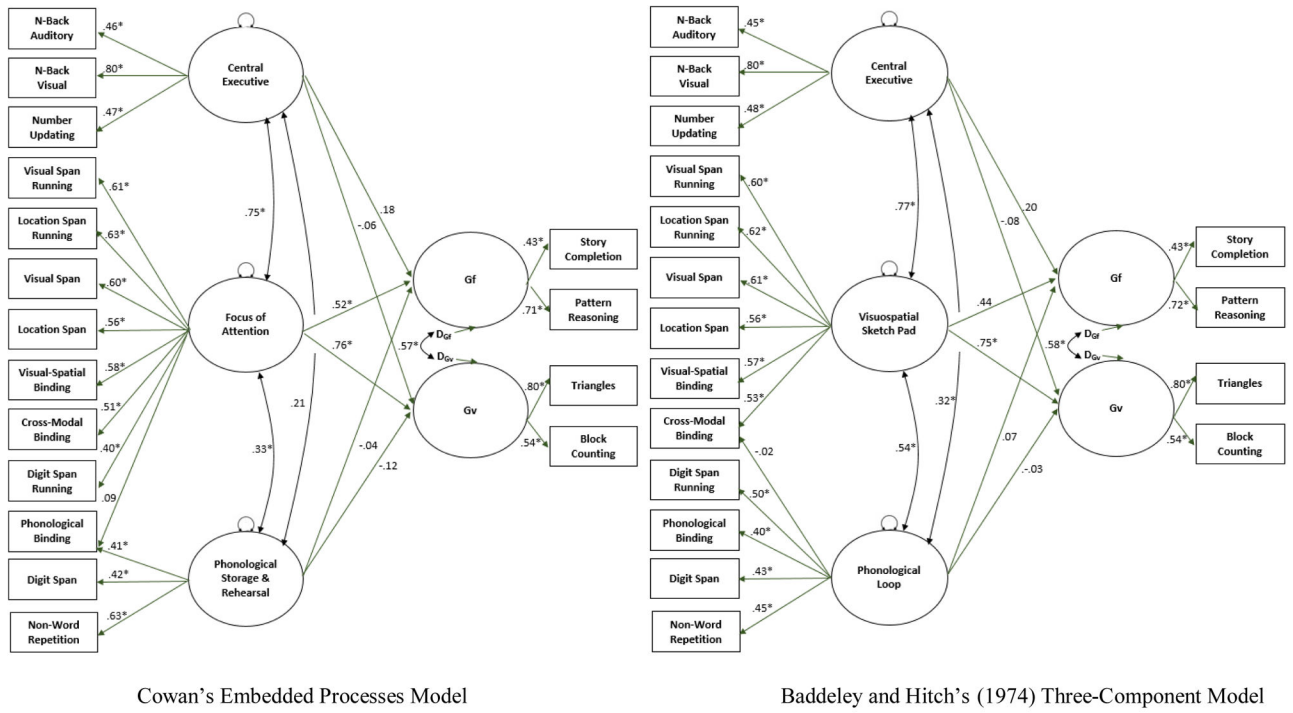 N-Back
Auditory
N-Back
Visual
Number
Updating
Visual Span
Running
Location Span
Running
Visual Span
Location Span
Visual-Spatial
Binding
Cross-Modal
Binding
Digit Span
Running
Phonological
Binding
Digit Span
Non-Word
Repetition
.46*
.80*
.47*
.61*
.63*
.60*
.56*
.58*
.51*
.40*
.09
.41*
.42*
.63*
Central
Executive
Focus of
Attention
Phonological
Storage &
Rehearsal
.75*
.33*
.21
.18
-.06
.52*
.76*
.57*
-.04
-.12
Gf
Gv
DGf
DGv
.43*
.71*
.80*
.54*
Story
Completion
Pattern
Reasoning
Triangles
Block
Counting
Cowan's Embedded Processes Model
N-Back
Auditory
N-Back
Visual
Number
Updating
Visual Span
Running
Location Span
Running
Visual Span
Location Span
Visual-Spatial
Binding
Cross-Modal
Binding
Digit Span
Running
Phonological
Binding
Digit Span
Non-Word
Repetition
.45*
.80*
.48*
.60*
.62*
.61*
.56*
.57*
.53*
-.02
.50*
.40*
.43*
.45*
Central
Executive
Visuospatial
Sketch Pad
Phonological
Loop
.77*
.54*
.32*
.20
-.08
.44
.75*
.58*
.07
.-.03
Gf
Gv
DGf
DGv
.43*
.72*
.80*
.54*
Story
Completion
Pattern
Reasoning
Triangles
Block
Counting
Baddeley and Hitch's (1974) Three-Component Model